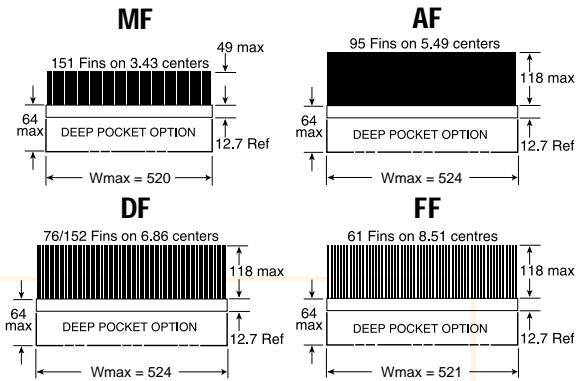 MF
49 max
151 Fins on 3.43 centers
64 max
DEEP POCKET OPTION
12.7 Ref
Wmax = 520
AF
95 Fins on 5.49 centers
118 max
64 max
DEEP POCKET OPTION
12.7 Ref
Wmax = 524
DF
76/152 Fins on 6.86 centers
118 max
64 max
DEEP POCKET OPTION
12.7 Ref
Wmax = 524
FF
61 Fins on 8.51 centres
118 max
64 max
DEEP POCKET OPTION
12.7 Ref
Wmax = 521